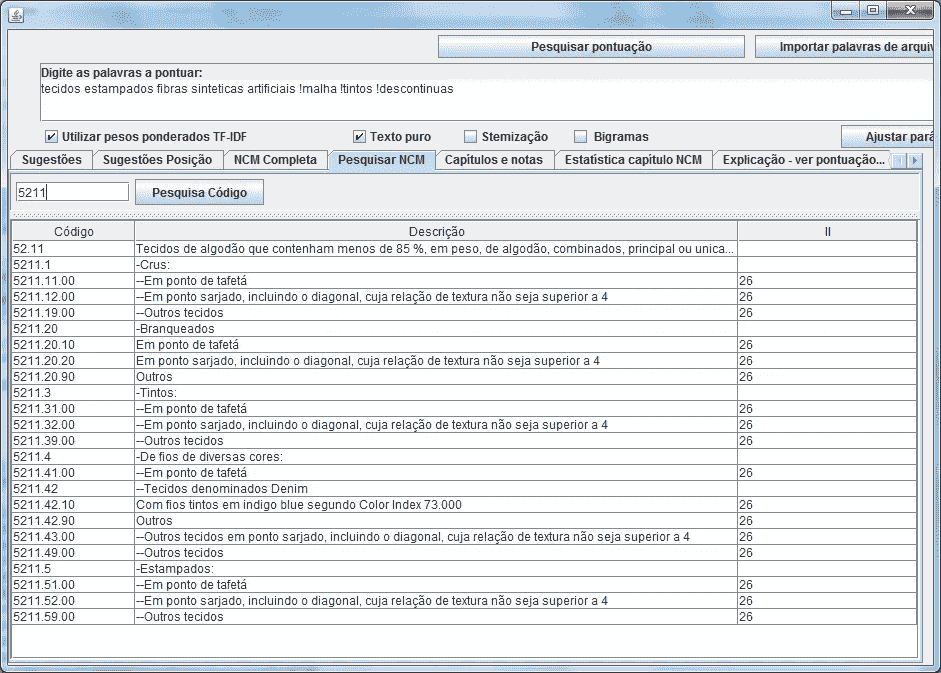 Pesquisar pontuação Importar palavras de arquiv
Digite as palavras a pontuar:
tecidos estampados fibras sinteticas artificiais !malha !tintos !descontinuas
Utilizar pesos ponderados TF-IDF Texto puro Stemização Bigramas Ajustar pará
Sugestões Sugestões Posição NCM Completa Pesquisar NCM Capítulos e notas Estatística capítulo NCM Explicação - ver pontuação...
5211 Pesquisa Código
Código Descrição II
52.11 Tecidos de algodão que contenham menos de 85 %, em peso, de algodão, combinados, principal ou unica...
5211.1 -Crus:
5211.11.00 --Em ponto de tafetá 26
5211.12.00 --Em ponto sarjado, incluindo o diagonal, cuja relação de textura não seja superior a 4 26
5211.19.00 --Outros tecidos 26
5211.20 -Branqueados
5211.20.10 Em ponto de tafetá 26
5211.20.20 Em ponto sarjado, incluindo o diagonal, cuja relação de textura não seja superior a 4 26
5211.20.90 Outros 26
5211.3 -Tintos:
5211.31.00 --Em ponto de tafetá 26
5211.32.00 --Em ponto sarjado, incluindo o diagonal, cuja relação de textura não seja superior a 4 26
5211.39.00 --Outros tecidos 26
5211.4 -De fios de diversas cores:
5211.41.00 --Em ponto de tafetá 26
5211.42 --Tecidos denominados Denim
5211.42.10 Com fios tintos em indigo blue segundo Color Index 73.000 26
5211.42.90 Outros 26
5211.43.00 --Outros tecidos em ponto sarjado, incluindo o diagonal, cuja relação de textura não seja superior a 4 26
5211.49.00 --Outros tecidos 26
5211.5 -Estampados:
5211.51.00 --Em ponto de tafetá 26
5211.52.00 --Em ponto sarjado, incluindo o diagonal, cuja relação de textura não seja superior a 4 26
5211.59.00 --Outros tecidos 26